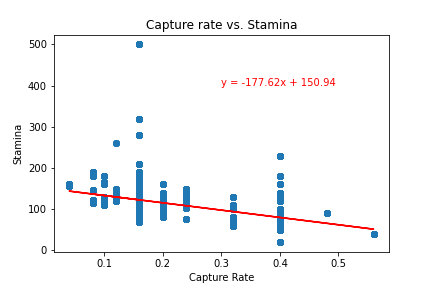 Capture rate vs. Stamina
500
400
300
200
100
0
y = -177.62x + 150.94
Stamina
0.1 0.2 0.3 0.4 0.5
Capture Rate